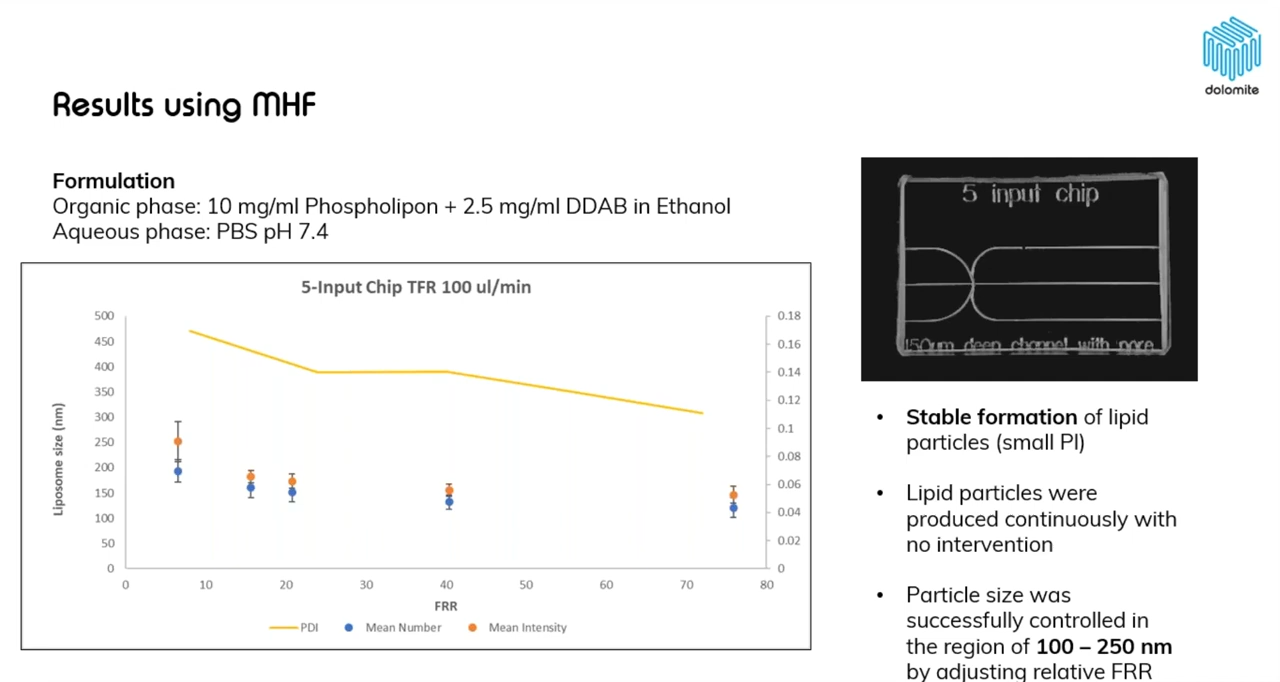 dolomite
Results using MHF
Formulation
Organic phase: 10 mg/ml Phospholipon + 2.5 mg/ml DDAB in Ethanol
Aqueous phase: PBS pH 7.4
5-Input Chip TFR 100 ul/min
Liposome size (nm)
500
450
400
350
300
250
200
150
100
50
0
0.18
0.16
0.14
0.12
0.1
0.08
0.06
0.04
0.02
0
0 10 20 30 40 50 60 70 80
FRR
PDI Mean Number Mean Intensity
5 input chip
150um deep channel with pore
• Stable formation of lipid
particles (small PI)
• Lipid particles were
produced continuously with
no intervention
• Particle size was
successfully controlled in
the region of 100 – 250 nm
by adjusting relative FRR